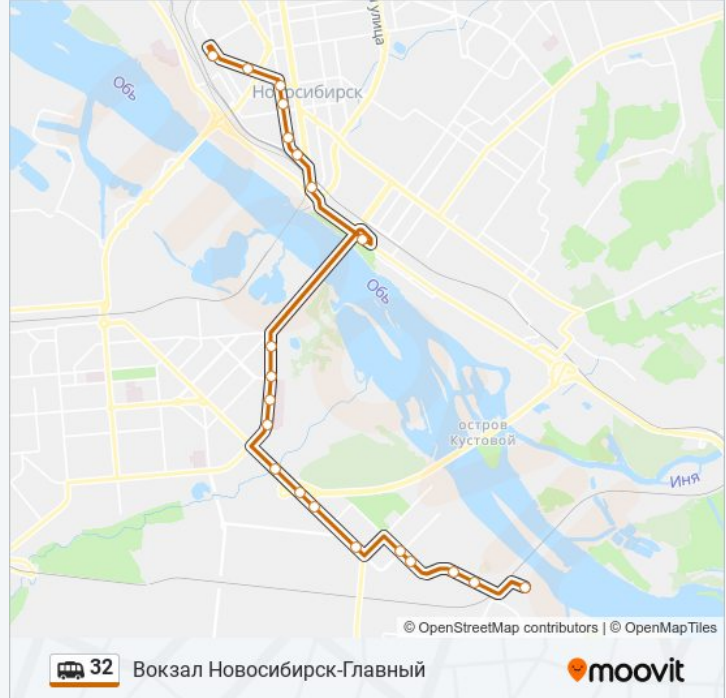 улица
Обь
Новосибирск
Обь
остров
Кустовой
Иня
© OpenStreetMap contributors | © OpenMapTiles
32 Вокзал Новосибирск-Главный
moovit